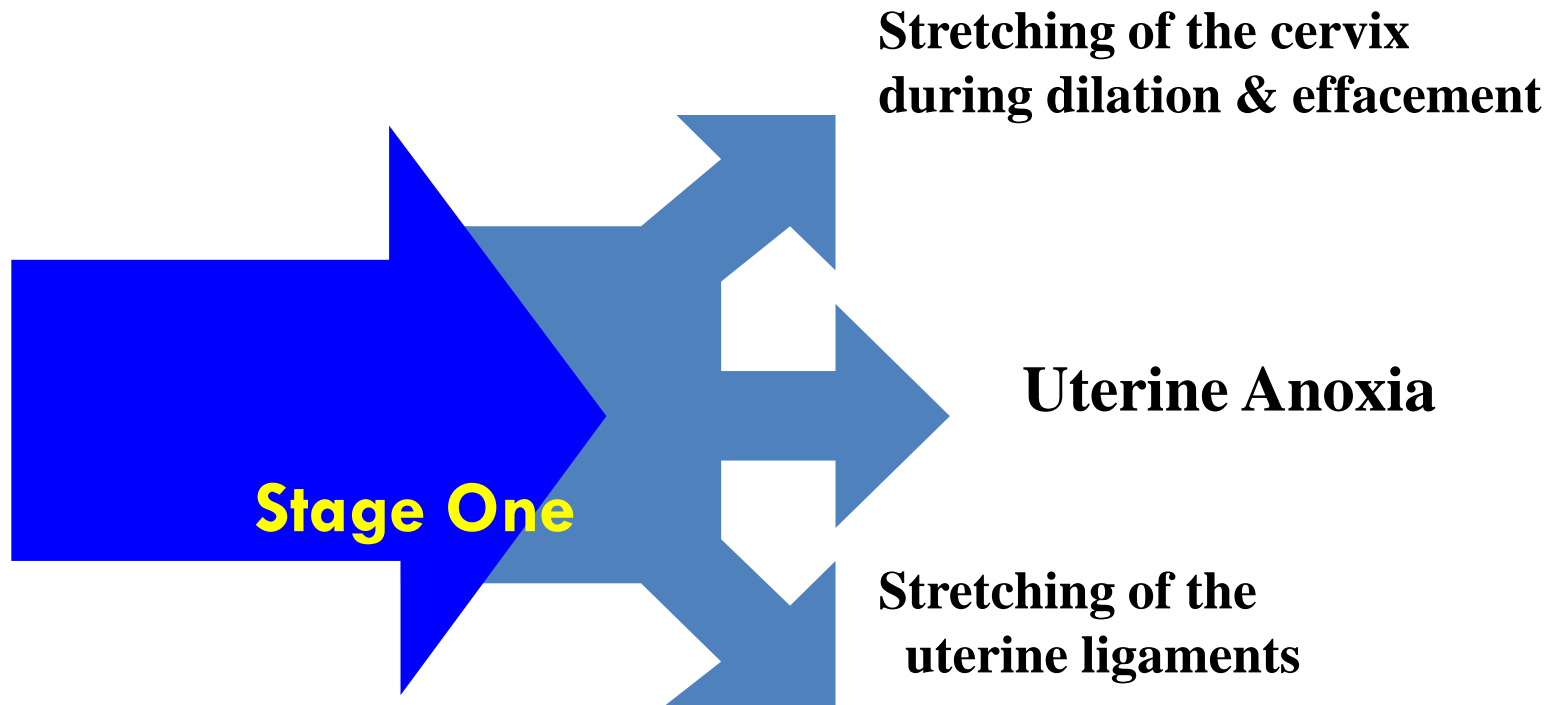 Stretching of the cervix
during dilation & effacement
Uterine Anoxia
Stage One
Stretching of the
uterine ligaments